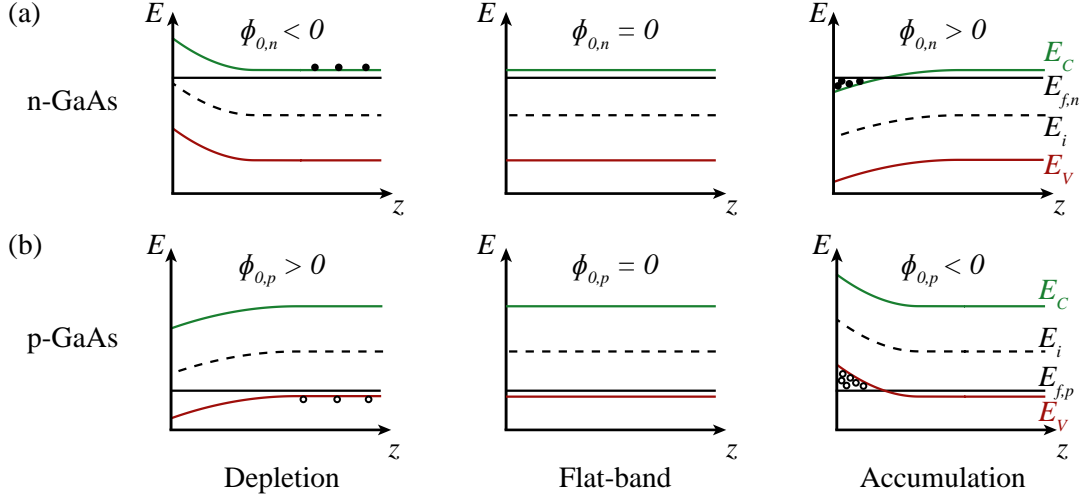 (a)
E
ϕ0,n < 0
E
ϕ0,n = 0
E
ϕ0,n > 0
n-GaAs
EC
Ef,n
Ei
EV
z
z
z
(b)
E
ϕ0,p > 0
E
ϕ0,p = 0
E
ϕ0,p < 0
p-GaAs
EC
Ei
Ef,p
EV
z
z
z
Depletion
Flat-band
Accumulation